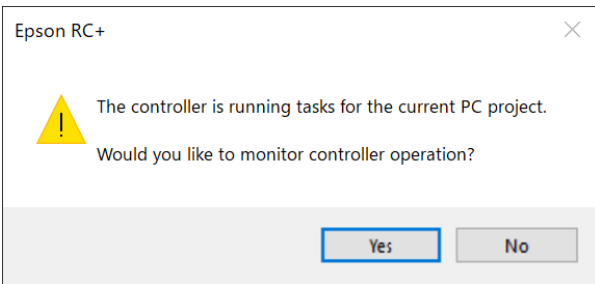 Epson RC+
The controller is running tasks for the current PC project.
Would you like to monitor controller operation?
Yes
No